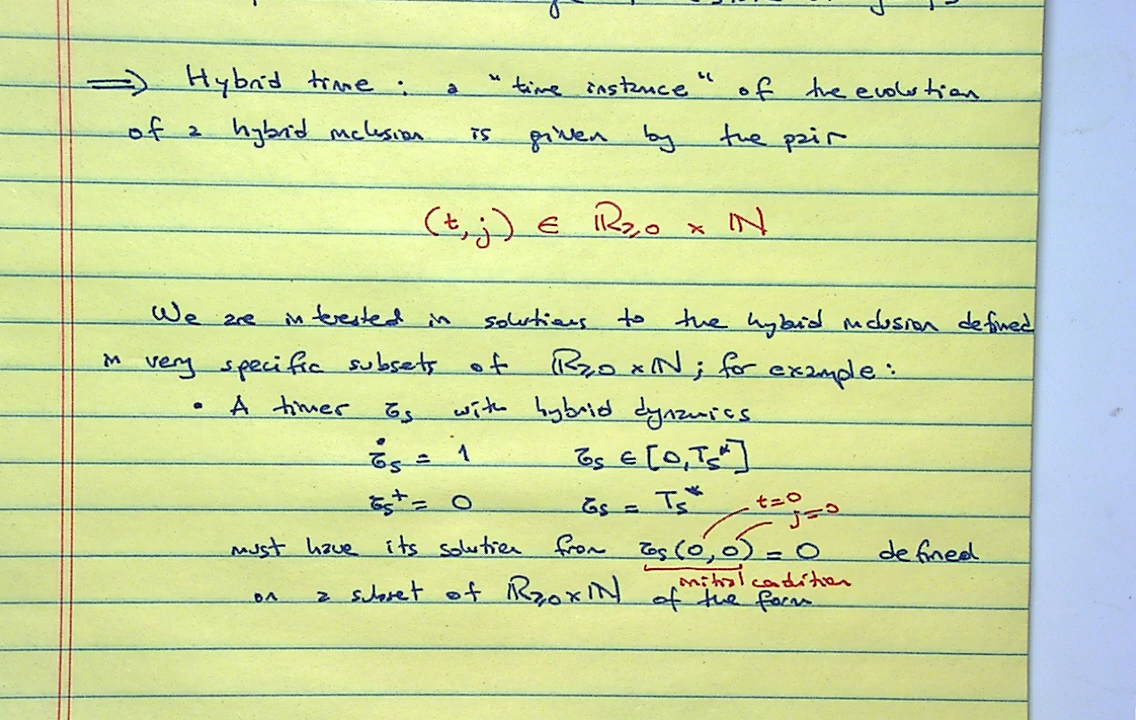 ⟹ Hybrid time : a "time instance" of the evolution
of a hybrid inclusion is given by the pair
(t, j) ∈ ℝ≥0 × ℕ
We are interested in solutions to the hybrid inclusion defined
in very specific subsets of ℝ≥0 × ℕ ; for example :
• A timer τs with hybrid dynamics
τ̇s = 1 τs ∈ [0, Ts*]
τs⁺ = 0 τs = Ts*
t=0
j=0
must have its solution from τs(0,0) = 0 defined
initial condition
on a subset of ℝ≥0×ℕ of the form